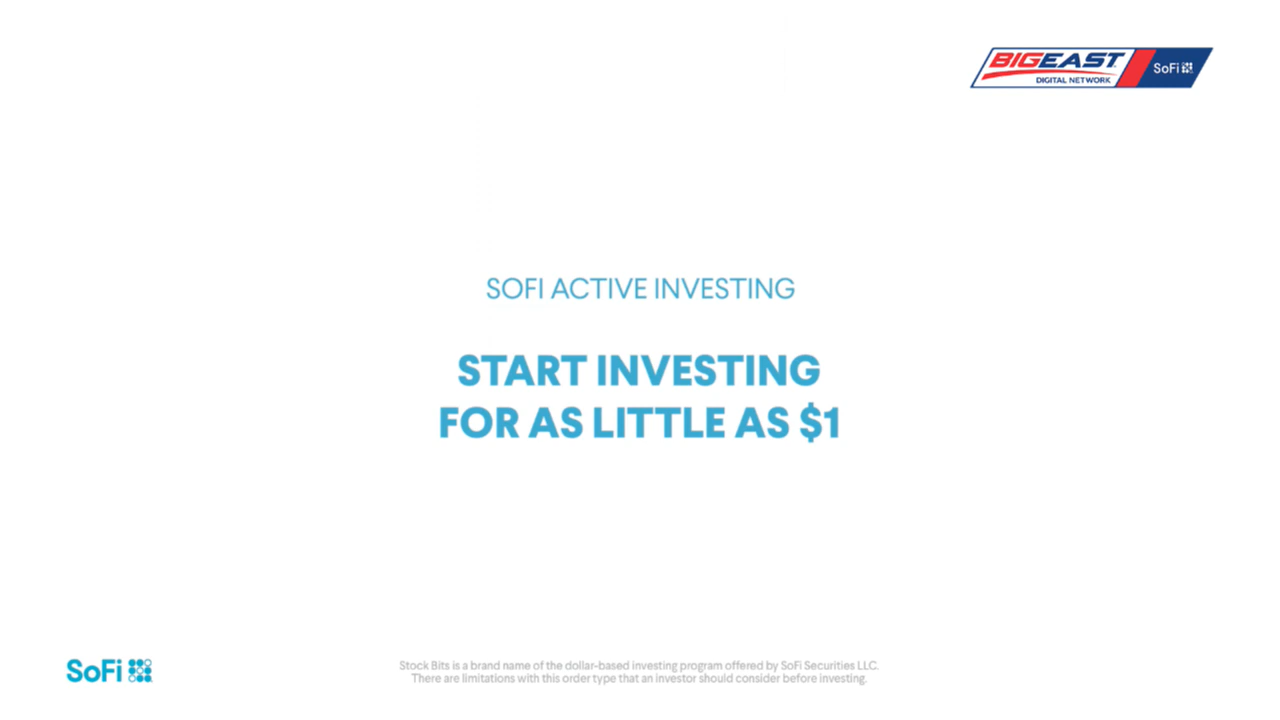 BIGEAST
DIGITAL NETWORK
SoFi
SOFI ACTIVE INVESTING
START INVESTING
FOR AS LITTLE AS $1
SoFi
Stock Bits is a brand name of the dollar-based investing program offered by SoFi Securities LLC.
There are limitations with this order type that an investor should consider before investing.